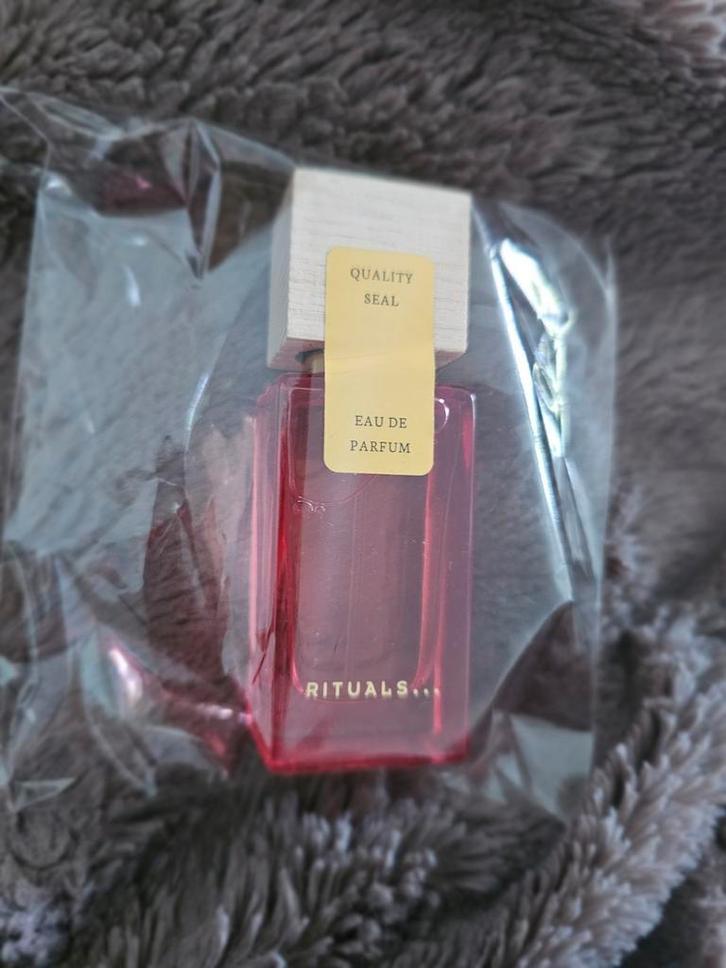 QUALITY
SEAL
EAU DE
PARFUM
RITUALS...